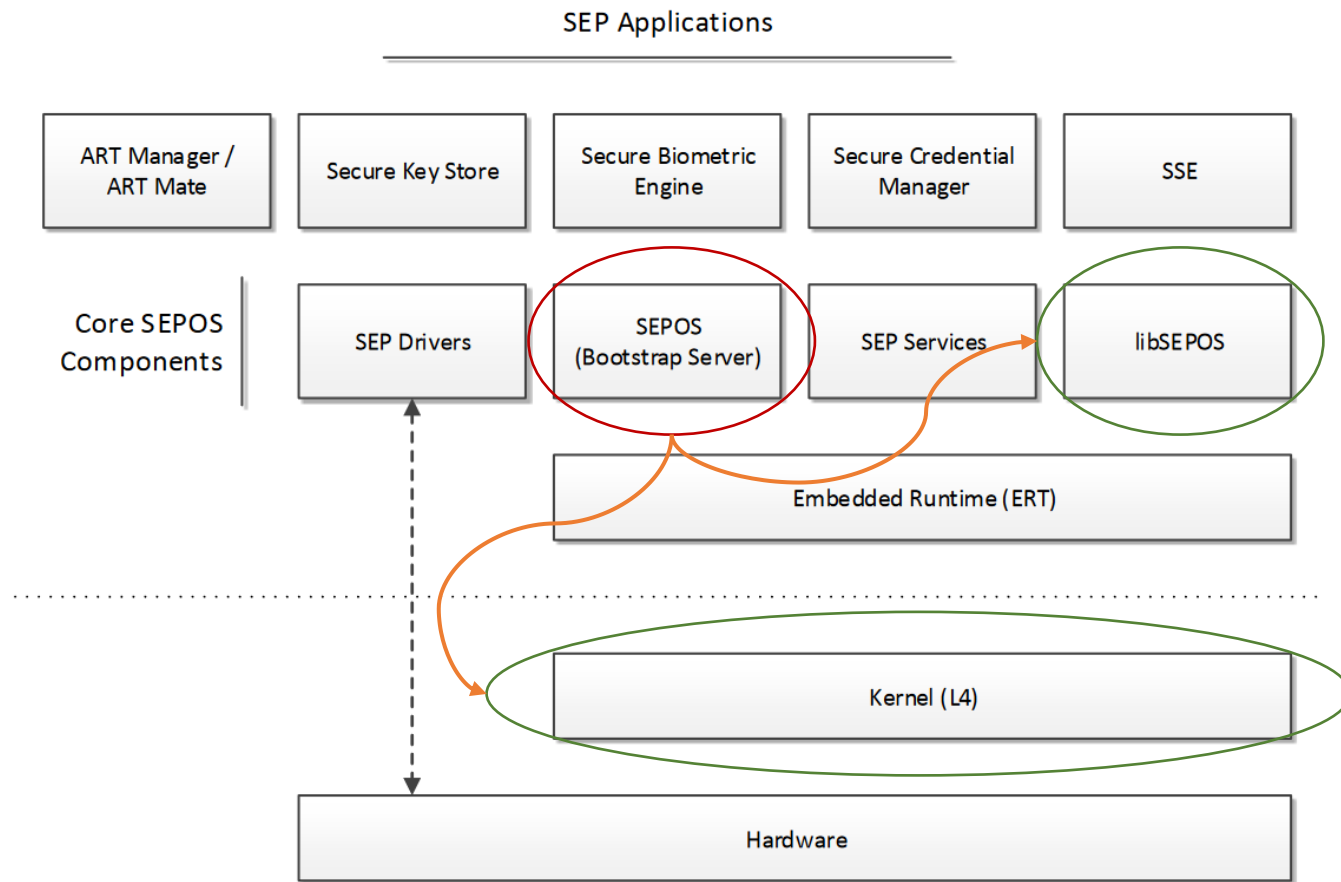 SEP Applications
ART Manager /
ART Mate
Secure Key Store
Secure Biometric
Engine
Secure Credential
Manager
SSE
Core SEPOS
Components
SEP Drivers
SEPOS
(Bootstrap Server)
SEP Services
libSEPOS
Embedded Runtime (ERT)
Kernel (L4)
Hardware